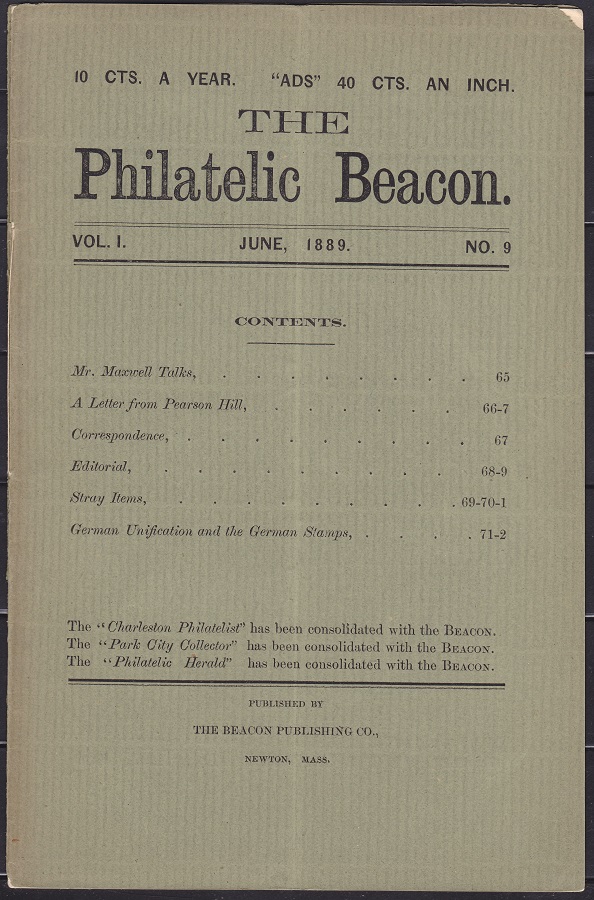 10 CTS. A YEAR. "ADS" 40 CTS. AN INCH.
THE
Philatelic Beacon.
VOL. I. JUNE, 1889. NO. 9
CONTENTS.
Mr. Maxwell Talks, . . . . . . . . 65
A Letter from Pearson Hill, . . . . . . 66-7
Correspondence, . . . . . . . . . 67
Editorial, . . . . . . . . . 68-9
Stray Items, . . . . . . . . . 69-70-1
German Unification and the German Stamps, . . . . 71-2
The "Charleston Philatelist" has been consolidated with the BEACON.
The "Park City Collector" has been consolidated with the BEACON.
The "Philatelic Herald" has been consolidated with the BEACON.
PUBLISHED BY
THE BEACON PUBLISHING CO.,
NEWTON, MASS.